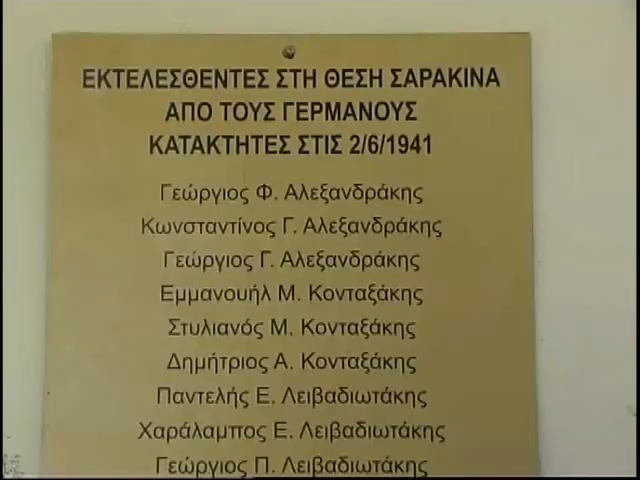 ΕΚΤΕΛΕΣΘΕΝΤΕΣ ΣΤΗ ΘΕΣΗ ΣΑΡΑΚΙΝΑ
ΑΠΟ ΤΟΥΣ ΓΕΡΜΑΝΟΥΣ
ΚΑΤΑΚΤΗΤΕΣ ΣΤΙΣ 2/6/1941
Γεώργιος Φ. Αλεξανδράκης
Κωνσταντίνος Γ. Αλεξανδράκης
Γεώργιος Γ. Αλεξανδράκης
Εμμανουήλ Μ. Κονταξάκης
Στυλιανός Μ. Κονταξάκης
Δημήτριος Α. Κονταξάκης
Παντελής Ε. Λειβαδιωτάκης
Χαράλαμπος Ε. Λειβαδιωτάκης
Γεώργιος Π. Λειβαδιωτάκης